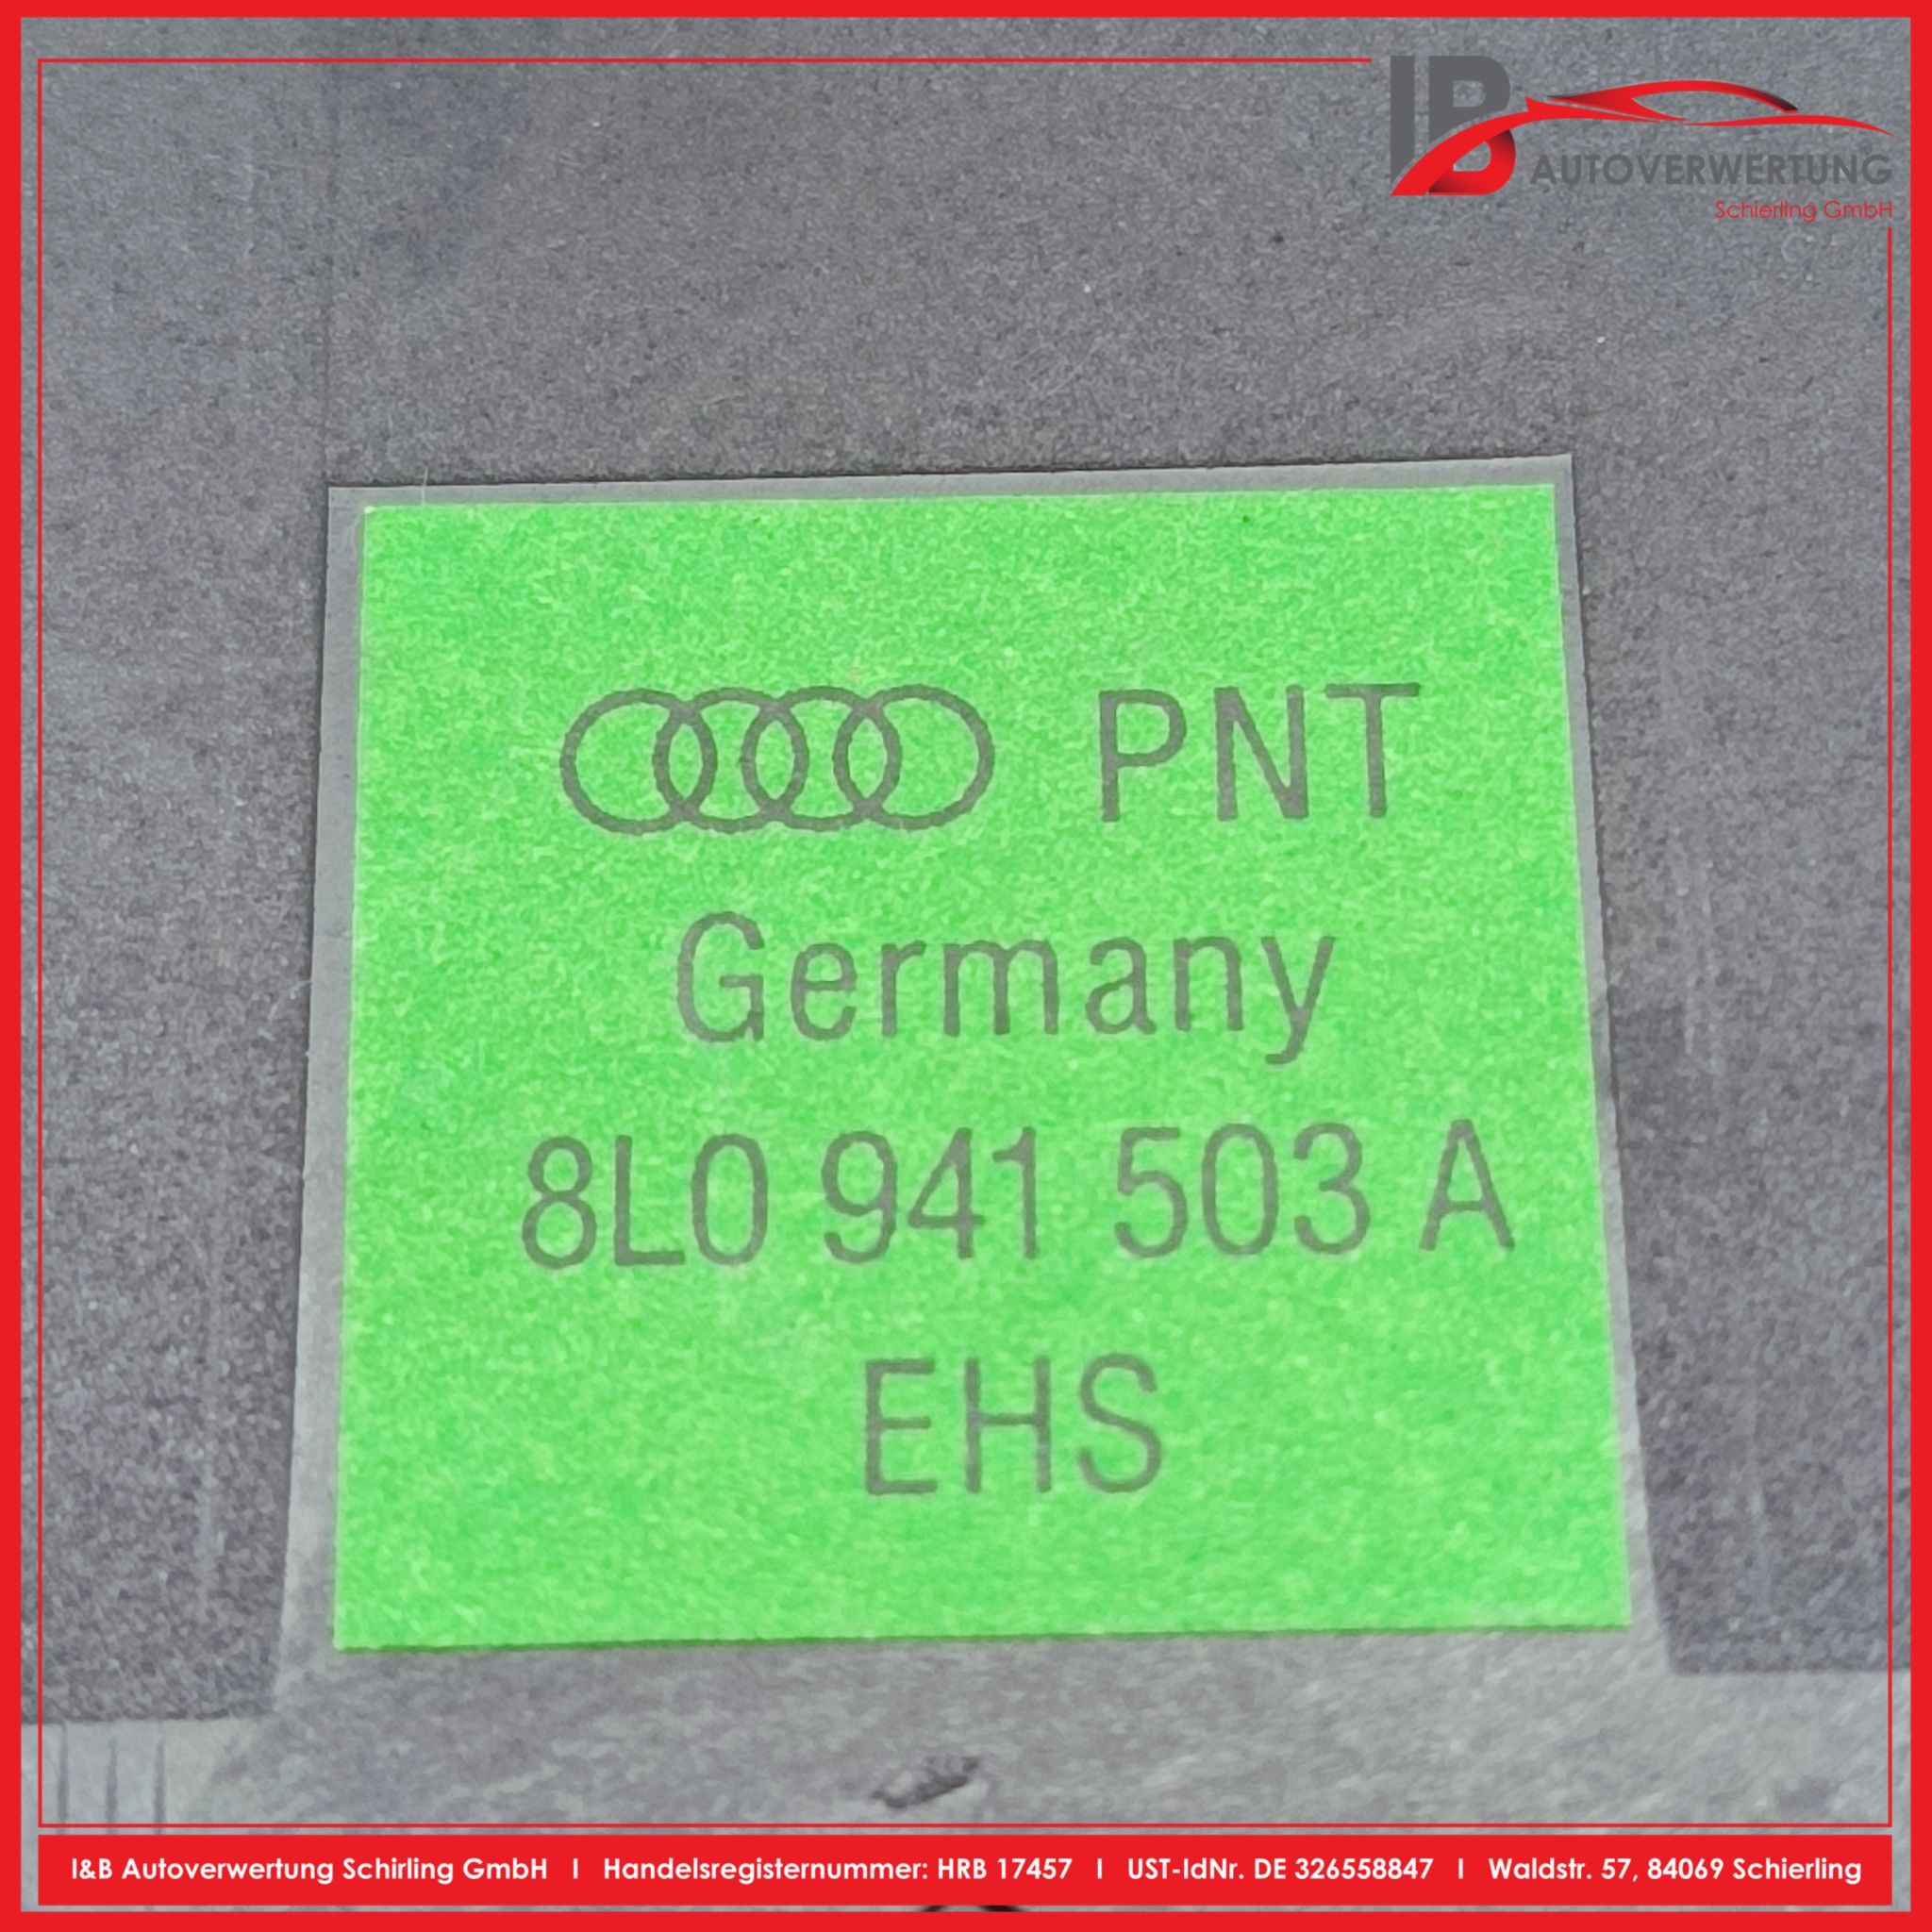 IB
AUTOVERWERTUNG
Schierling GmbH
PNT
Germany
8L0 941 503 A
EHS
I&B Autoverwertung Schirling GmbH I Handelsregisternummer: HRB 17457 I UST-IdNr. DE 326558847 I Waldstr. 57, 84069 Schierling